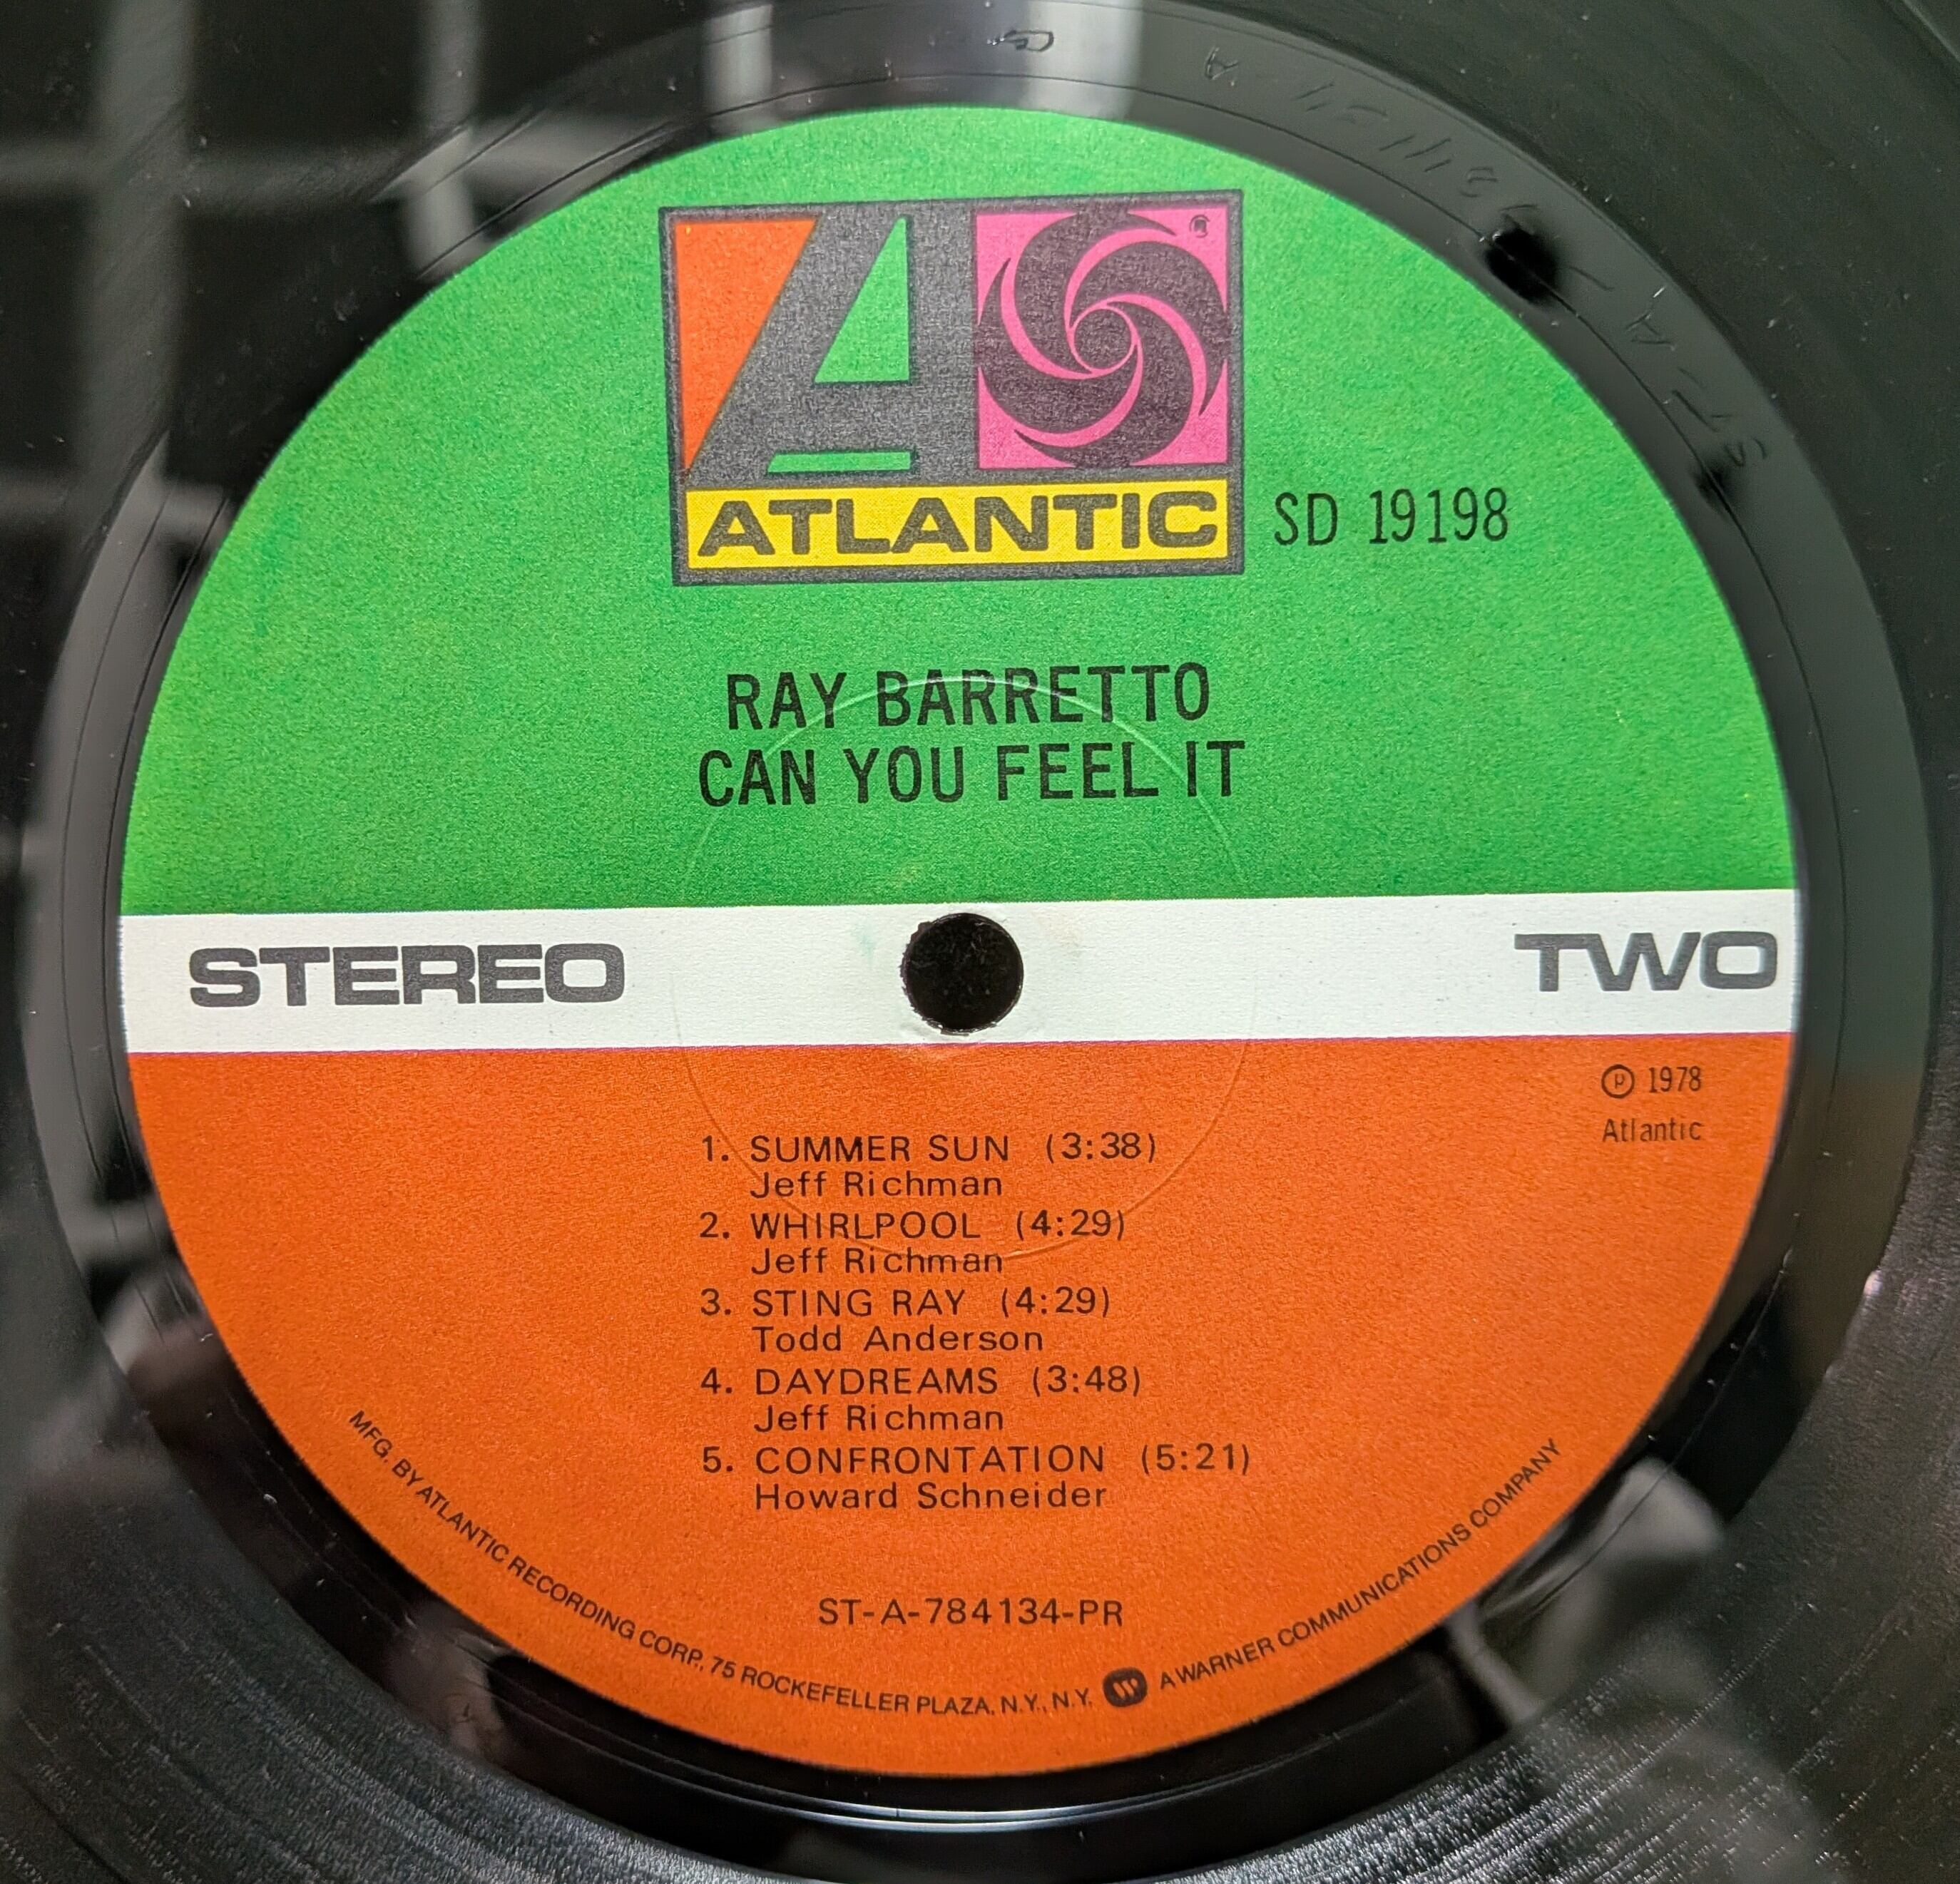 ATLANTIC
SD 19198
RAY BARRETTO
CAN YOU FEEL IT
STEREO
TWO
℗ 1978
Atlantic
1. SUMMER SUN (3:38)
Jeff Richman
2. WHIRLPOOL (4:29)
Jeff Richman
3. STING RAY (4:29)
Todd Anderson
4. DAYDREAMS (3:48)
Jeff Richman
5. CONFRONTATION (5:21)
Howard Schneider
ST-A-784134-PR
MFG. BY ATLANTIC RECORDING CORP., 75 ROCKEFELLER PLAZA, N.Y., N.Y. A WARNER COMMUNICATIONS COMPANY